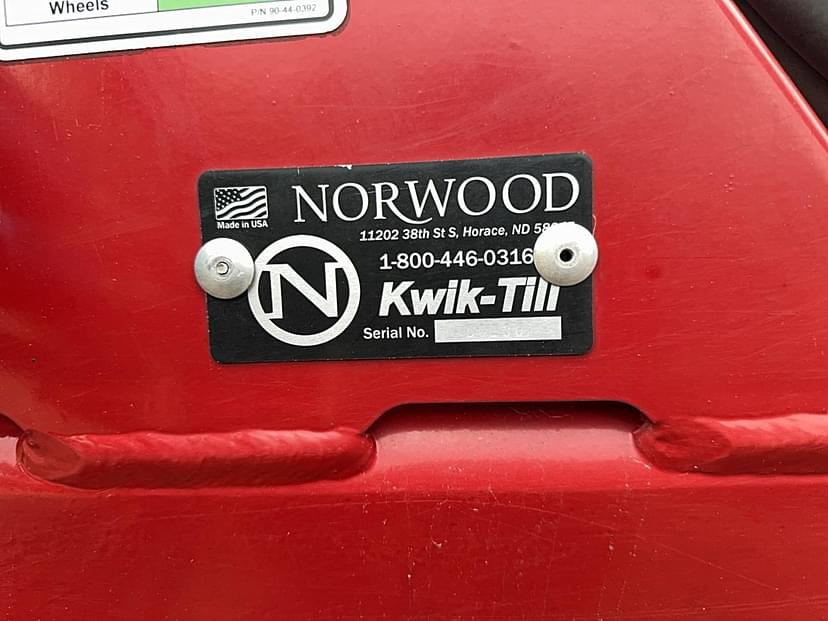 Wheels
P/N 90-44-0392
NORWOOD
Made in USA
11202 38th St S, Horace, ND
1-800-446-0316
N
Kwik-Till
Serial No.